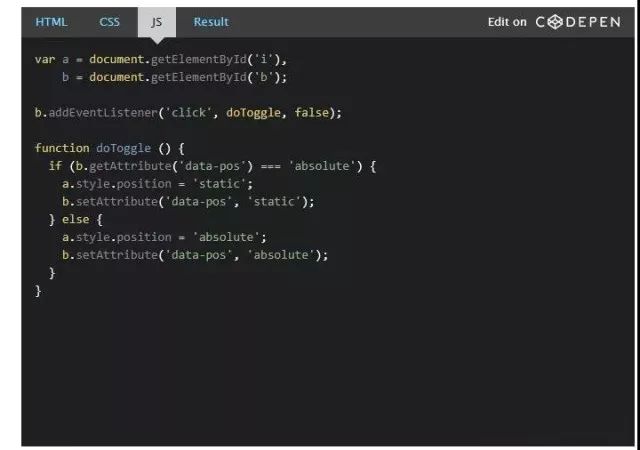 HTML CSS JS Result Edit on CODEPEN
var a = document.getElementById('i'),
    b = document.getElementById('b');
b.addEventListener('click', doToggle, false);
function doToggle () {
  if (b.getAttribute('data-pos') === 'absolute') {
    a.style.position = 'static';
    b.setAttribute('data-pos', 'static');
  } else {
    a.style.position = 'absolute';
    b.setAttribute('data-pos', 'absolute');
  }
}